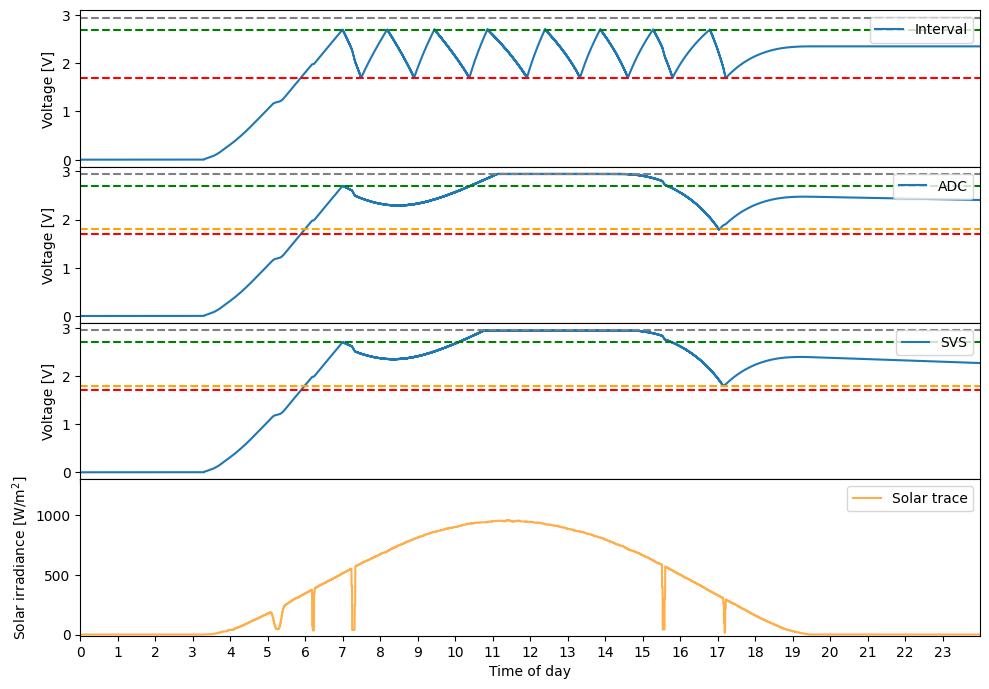 3
2
1
0
Voltage [V]
Interval
3
2
1
0
Voltage [V]
ADC
3
2
1
0
Voltage [V]
SVS
1000
500
0
Solar irradiance [W/m²]
Solar trace
0 1 2 3 4 5 6 7 8 9 10 11 12 13 14 15 16 17 18 19 20 21 22 23
Time of day